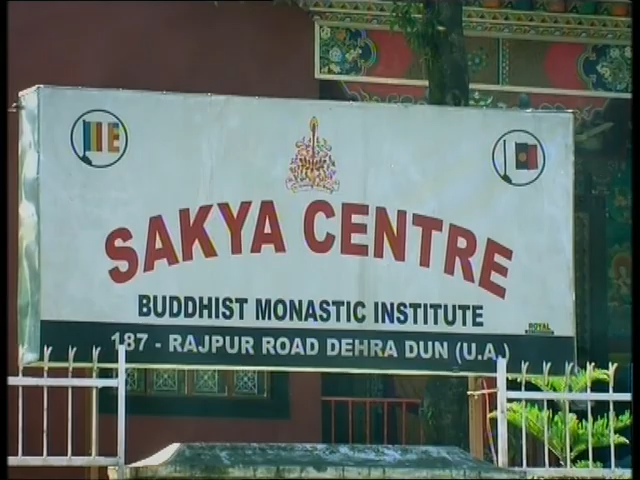 SAKYA CENTRE
BUDDHIST MONASTIC INSTITUTE
ROYAL
187 - RAJPUR ROAD DEHRA DUN (U.A.)